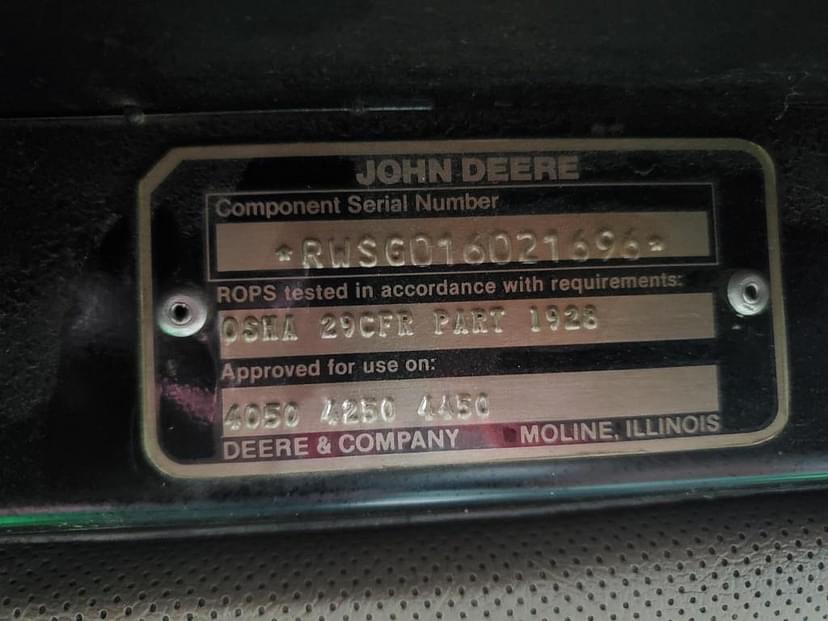 JOHN DEERE
Component Serial Number
*RWSG016021696*
ROPS tested in accordance with requirements:
OSHA 29CFR PART 1928
Approved for use on:
4050 4250 4450
DEERE & COMPANY MOLINE, ILLINOIS